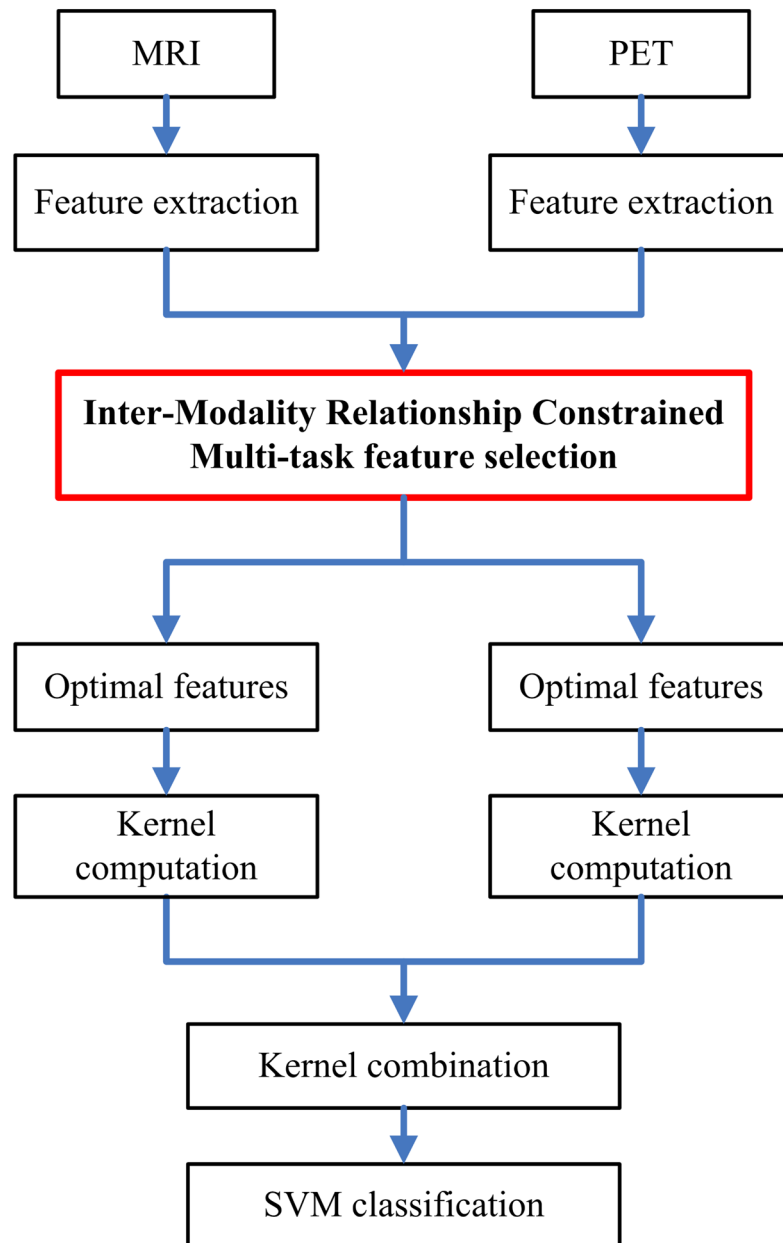 MRI
PET
Feature extraction
Feature extraction
Inter-Modality Relationship Constrained
Multi-task feature selection
Optimal features
Optimal features
Kernel
computation
Kernel
computation
Kernel combination
SVM classification